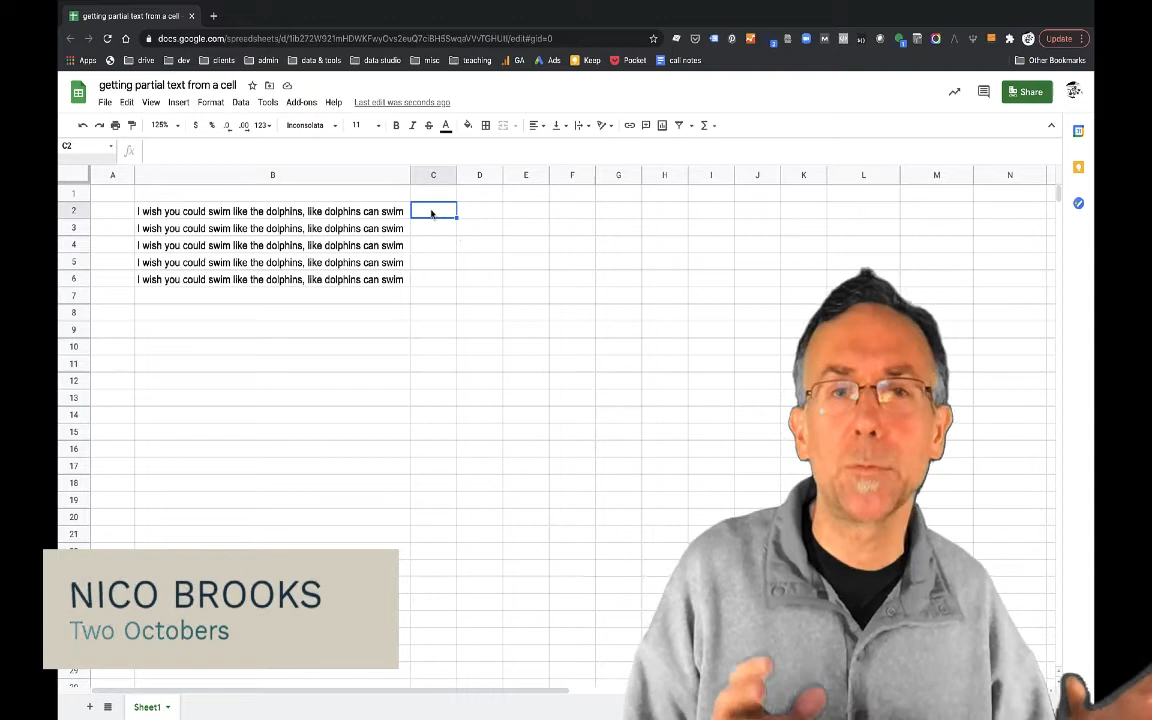 getting partial text from a cell
docs.google.com/spreadsheets/d/1ib272W921mHDWKFwyOvs2euQ7ciBH5SwqaVVvTGHUII/edit#gid=0
Update
Apps drive dev clients admin data & tools data studio misc teaching GA Ads Keep Pocket call notes Other Bookmarks
getting partial text from a cell
File Edit View Insert Format Data Tools Add-ons Help Last edit was seconds ago
Share
125% $ % .0 .00 123 Inconsolata 11 B I S A
C2 fx
A B C D E F G H I J K L M N
1
2 I wish you could swim like the dolphins, like dolphins can swim
3 I wish you could swim like the dolphins, like dolphins can swim
4 I wish you could swim like the dolphins, like dolphins can swim
5 I wish you could swim like the dolphins, like dolphins can swim
6 I wish you could swim like the dolphins, like dolphins can swim
7
8
9
10
11
12
13
14
15
16
17
18
19
20
21
NICO BROOKS
Two Octobers
29
Sheet1